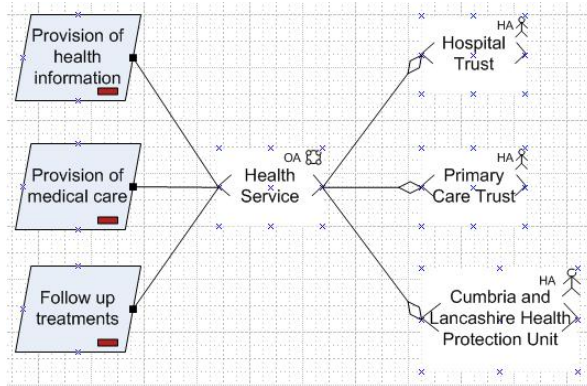 Provision of
health
information
Provision of
medical care
Follow up
treatments
OA
Health
Service
HA
Hospital
Trust
HA
Primary
Care Trust
HA
Cumbria and
Lancashire Health
Protection Unit